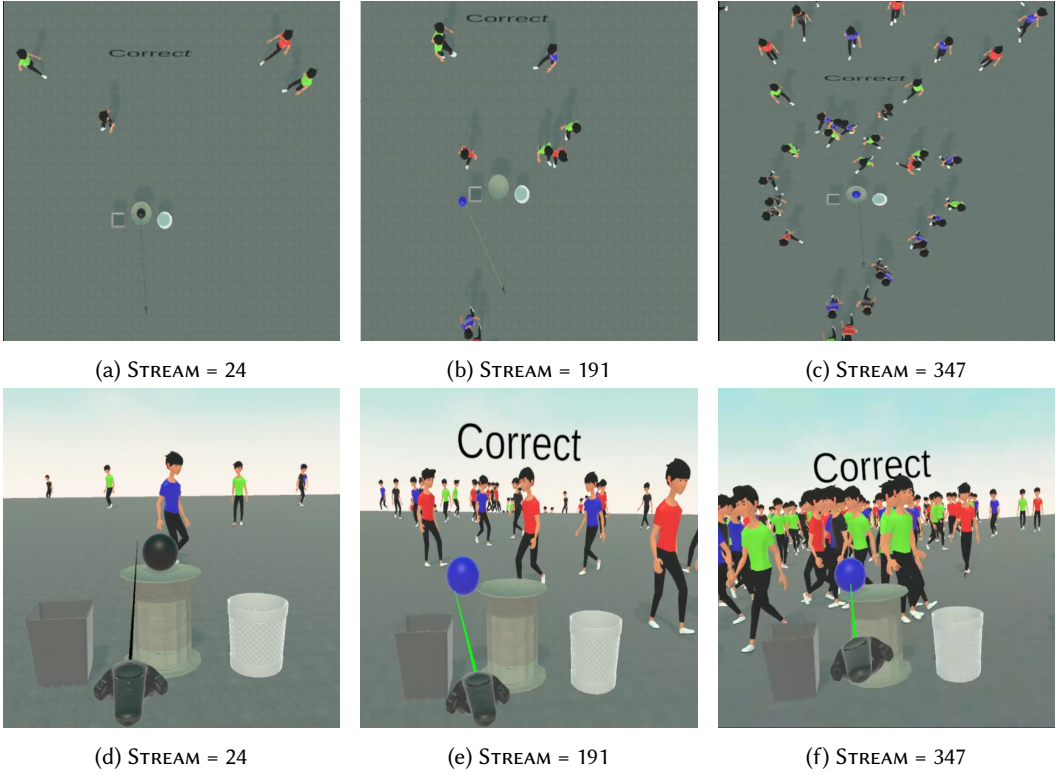 Correct
Correct
Correct
(a) STREAM = 24
(b) STREAM = 191
(c) STREAM = 347
Correct
Correct
(d) STREAM = 24
(e) STREAM = 191
(f) STREAM = 347